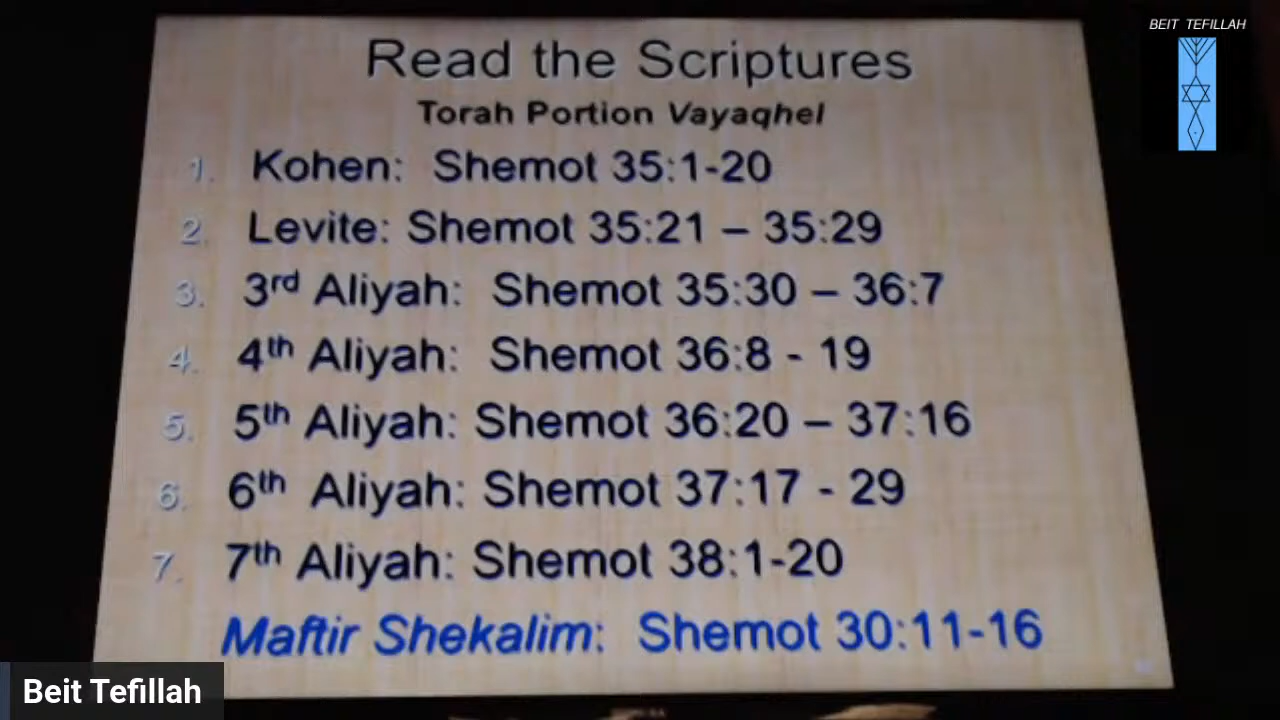 BEIT TEFILLAH
Read the Scriptures
Torah Portion Vayaqhel
1. Kohen: Shemot 35:1-20
2. Levite: Shemot 35:21 – 35:29
3. 3rd Aliyah: Shemot 35:30 – 36:7
4. 4th Aliyah: Shemot 36:8 - 19
5. 5th Aliyah: Shemot 36:20 – 37:16
6. 6th Aliyah: Shemot 37:17 - 29
7. 7th Aliyah: Shemot 38:1-20
Maftir Shekalim: Shemot 30:11-16
Beit Tefillah